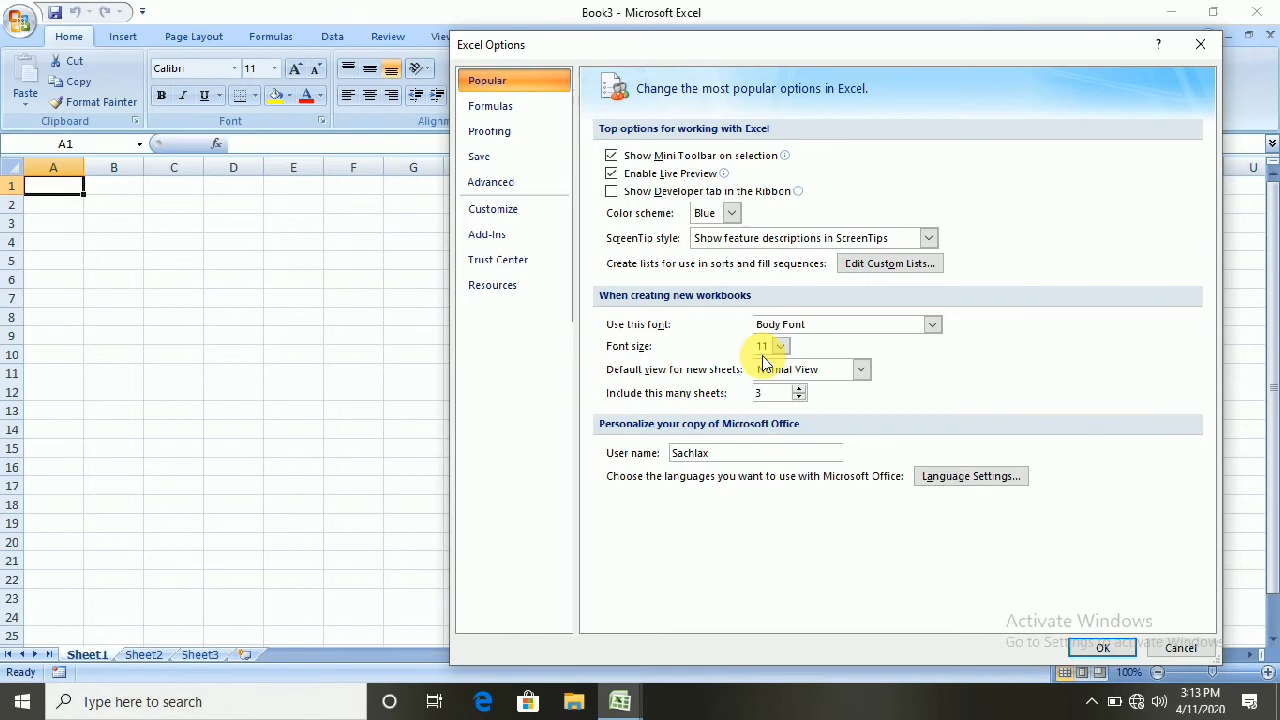 Book3 - Microsoft Excel
Home Insert Page Layout Formulas Data Review
Excel Options
Paste
Cut
Copy
Format Painter
Calibri 11
B I U
Clipboard Font
A1 fx
A B C D E F G U
1
2
3
4
5
6
7
8
9
10
11
12
13
14
15
16
17
18
19
20
21
22
23
24
25
Popular
Formulas
Proofing
Save
Advanced
Customize
Add-Ins
Trust Center
Resources
Change the most popular options in Excel.
Top options for working with Excel
Show Mini Toolbar on selection
Enable Live Preview
Show Developer tab in the Ribbon
Color scheme: Blue
ScreenTip style: Show feature descriptions in ScreenTips
Create lists for use in sorts and fill sequences: Edit Custom Lists...
When creating new workbooks
Use this font: Body Font
Font size: 11
Default view for new sheets: Normal View
Include this many sheets: 3
Personalize your copy of Microsoft Office
User name: Sachlax
Choose the languages you want to use with Microsoft Office: Language Settings...
Activate Windows
Go to Settings to activate Windows.
OK Cancel
Sheet1 Sheet2 Sheet3
Ready 100%
Type here to search
3:13 PM
4/11/2020